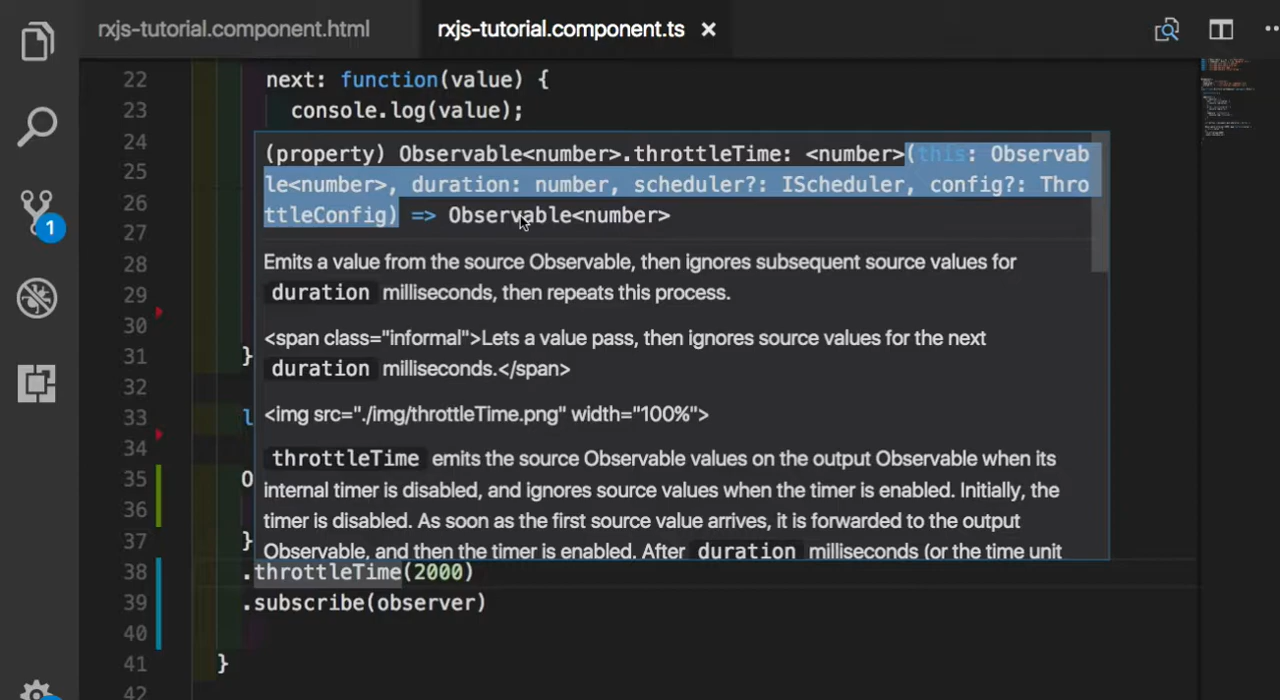 rxjs-tutorial.component.html
rxjs-tutorial.component.ts
22 next: function(value) {
23 console.log(value);
24
(property) Observable<number>.throttleTime: <number>(this: Observab
25
le<number>, duration: number, scheduler?: IScheduler, config?: Thro
26
ttleConfig) => Observable<number>
27
28 Emits a value from the source Observable, then ignores subsequent source values for
29 duration milliseconds, then repeats this process.
30
<span class="informal">Lets a value pass, then ignores source values for the next
31 }
duration milliseconds.</span>
32
33 l
<img src="./img/throttleTime.png" width="100%">
34
throttleTime emits the source Observable values on the output Observable when its
35 O
internal timer is disabled, and ignores source values when the timer is enabled. Initially, the
36
timer is disabled. As soon as the first source value arrives, it is forwarded to the output
37 }
Observable, and then the timer is enabled. After duration milliseconds (or the time unit
38 .throttleTime(2000)
39 .subscribe(observer)
40
41 }
42
1